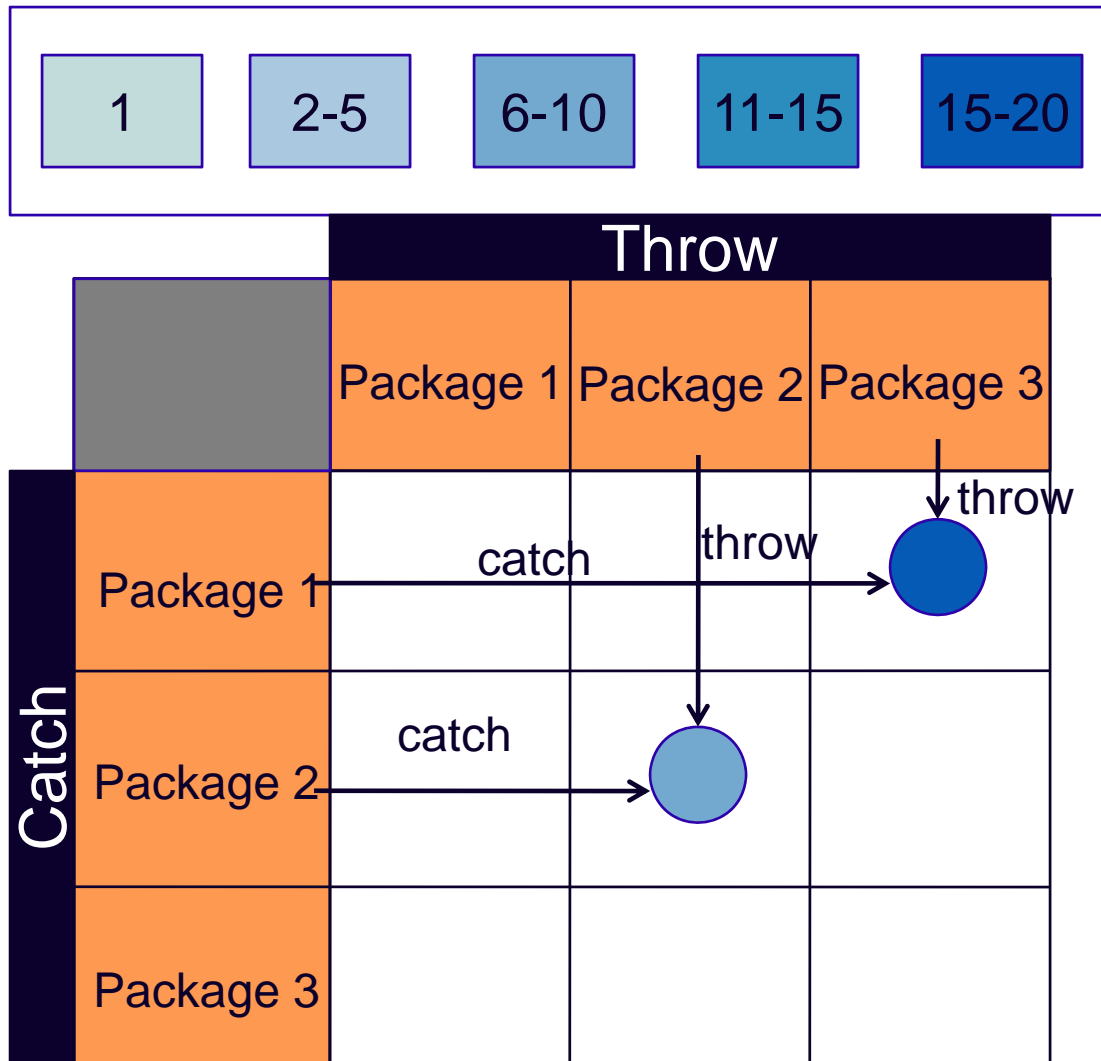 1 2-5 6-10 11-15 15-20
Throw
Package 1 Package 2 Package 3
throw
catch throw
Package 1
Catch
catch
Package 2
Package 3